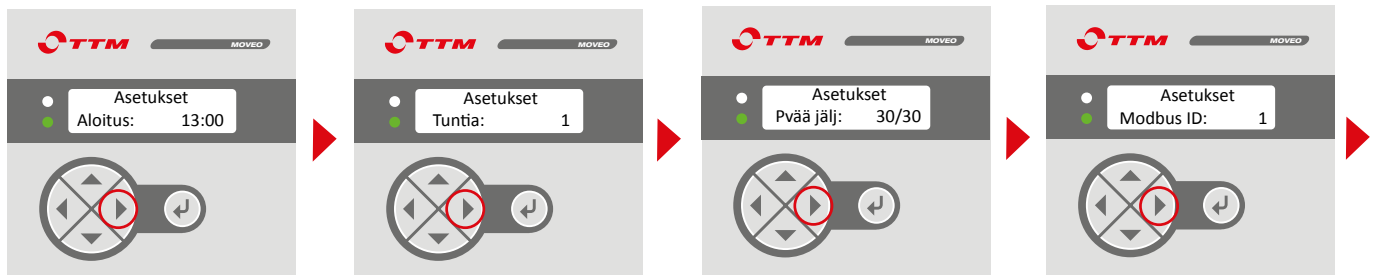 TTM MOVEO
Asetukset
Aloitus: 13:00
TTM MOVEO
Asetukset
Tuntia: 1
TTM MOVEO
Asetukset
Pvää jälj: 30/30
TTM MOVEO
Asetukset
Modbus ID: 1